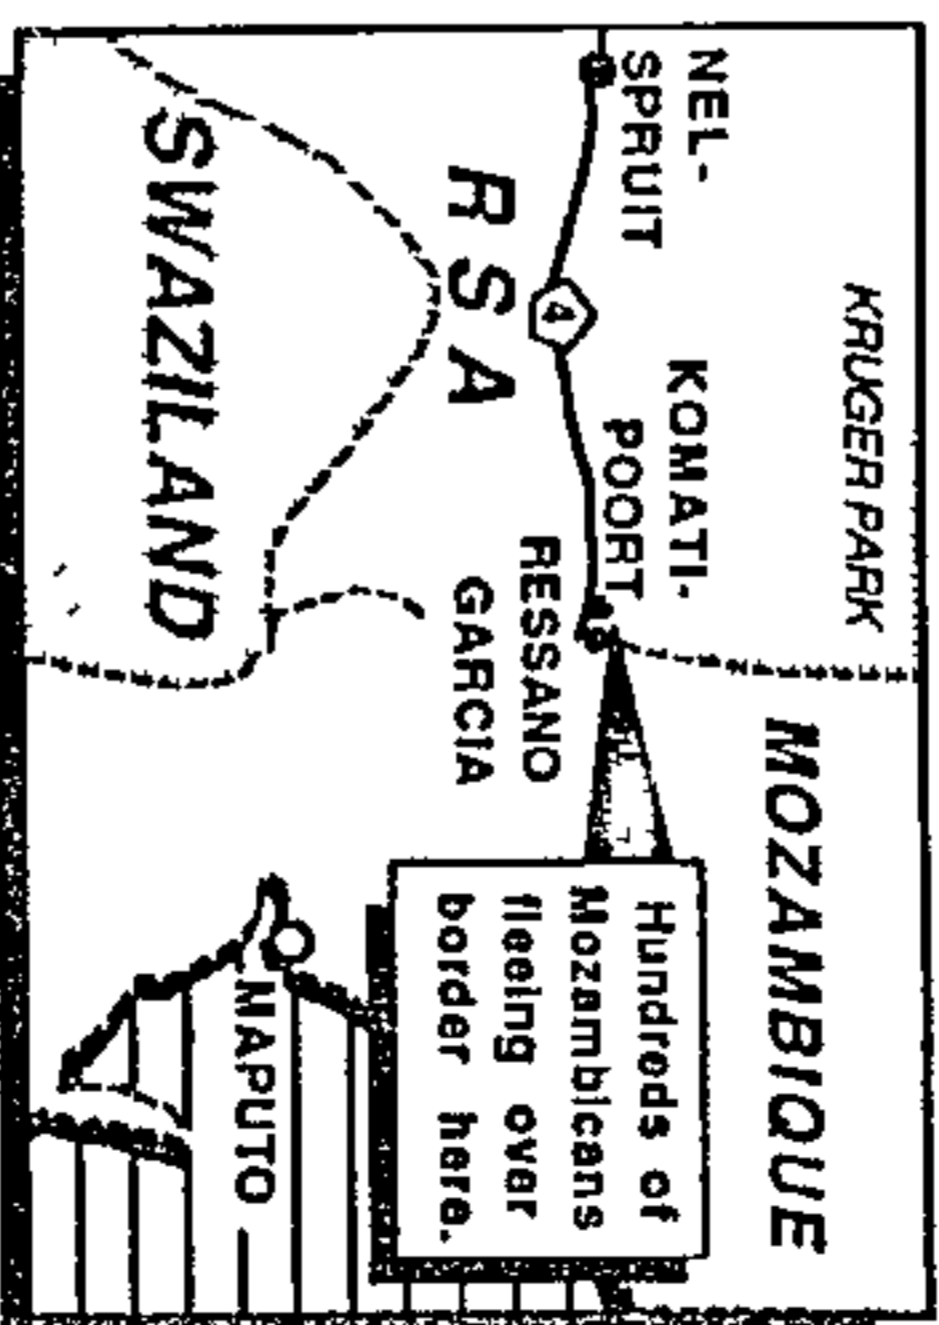 KRUGER PARK
NEL-
SPRUIT
KOMATI-
POORT
4
MOZAMBIQUE
RSA
RESSANO
GARCIA
Hundreds of
Mozambicans
fleeing over
border here.
SWAZILAND
MAPUTO